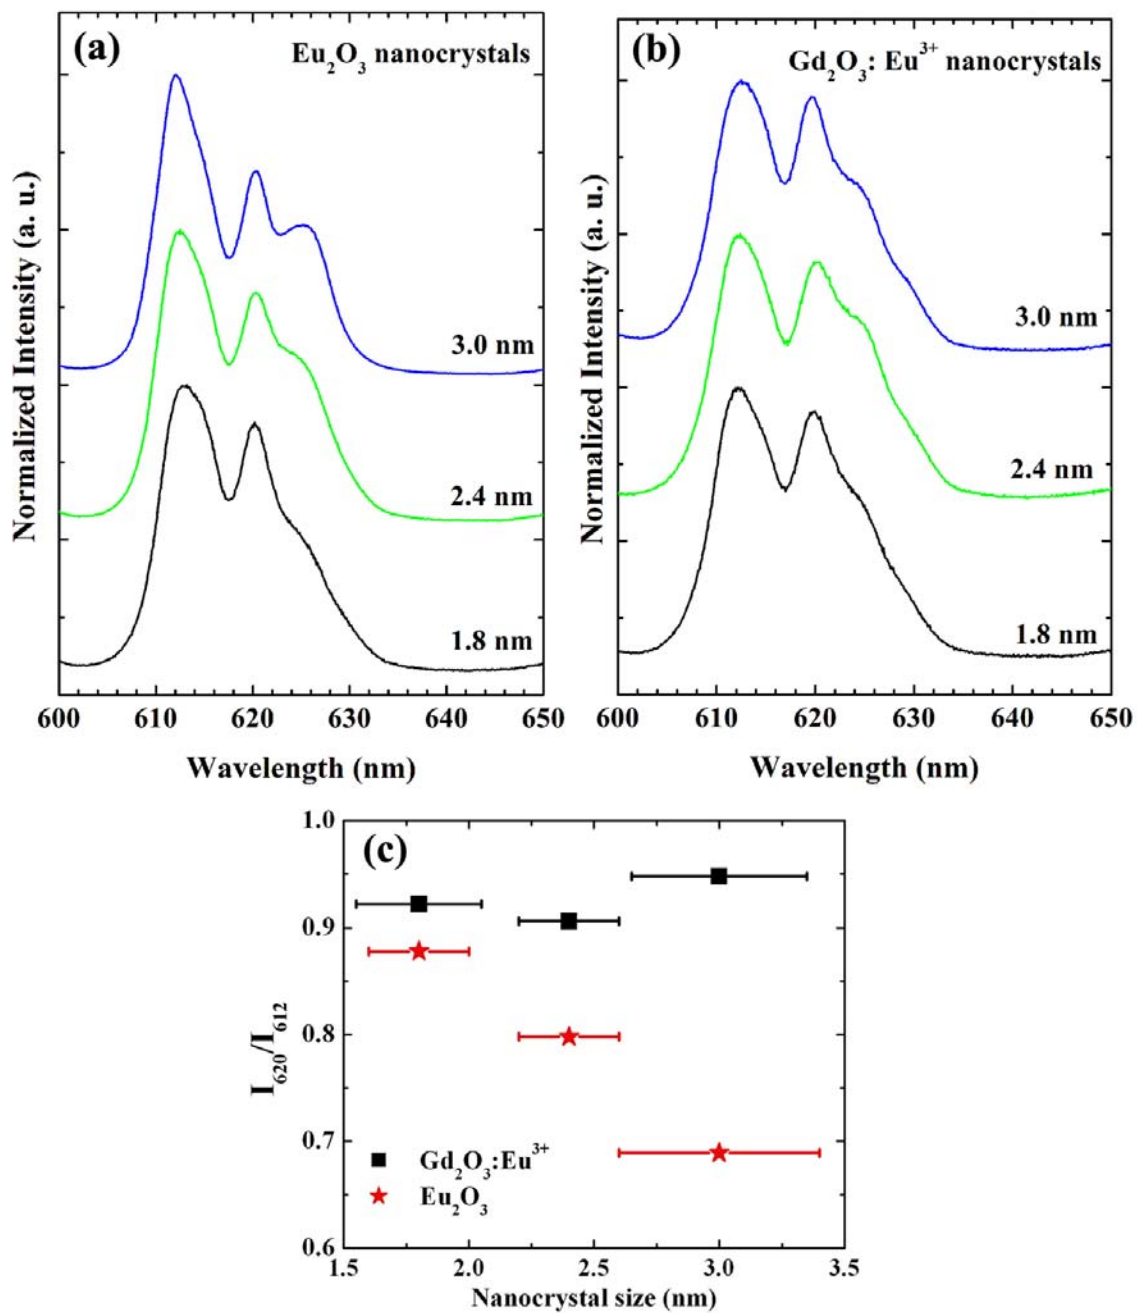 (a)
Eu₂O₃ nanocrystals
3.0 nm
2.4 nm
1.8 nm
Normalized Intensity (a. u.)
600 610 620 630 640 650
Wavelength (nm)
(b)
Gd₂O₃: Eu³⁺ nanocrystals
3.0 nm
2.4 nm
1.8 nm
Normalized Intensity (a. u.)
600 610 620 630 640 650
Wavelength (nm)
(c)
1.0
0.9
0.8
0.7
0.6
I₆₂₀/I₆₁₂
Gd₂O₃:Eu³⁺
Eu₂O₃
1.5 2.0 2.5 3.0 3.5
Nanocrystal size (nm)